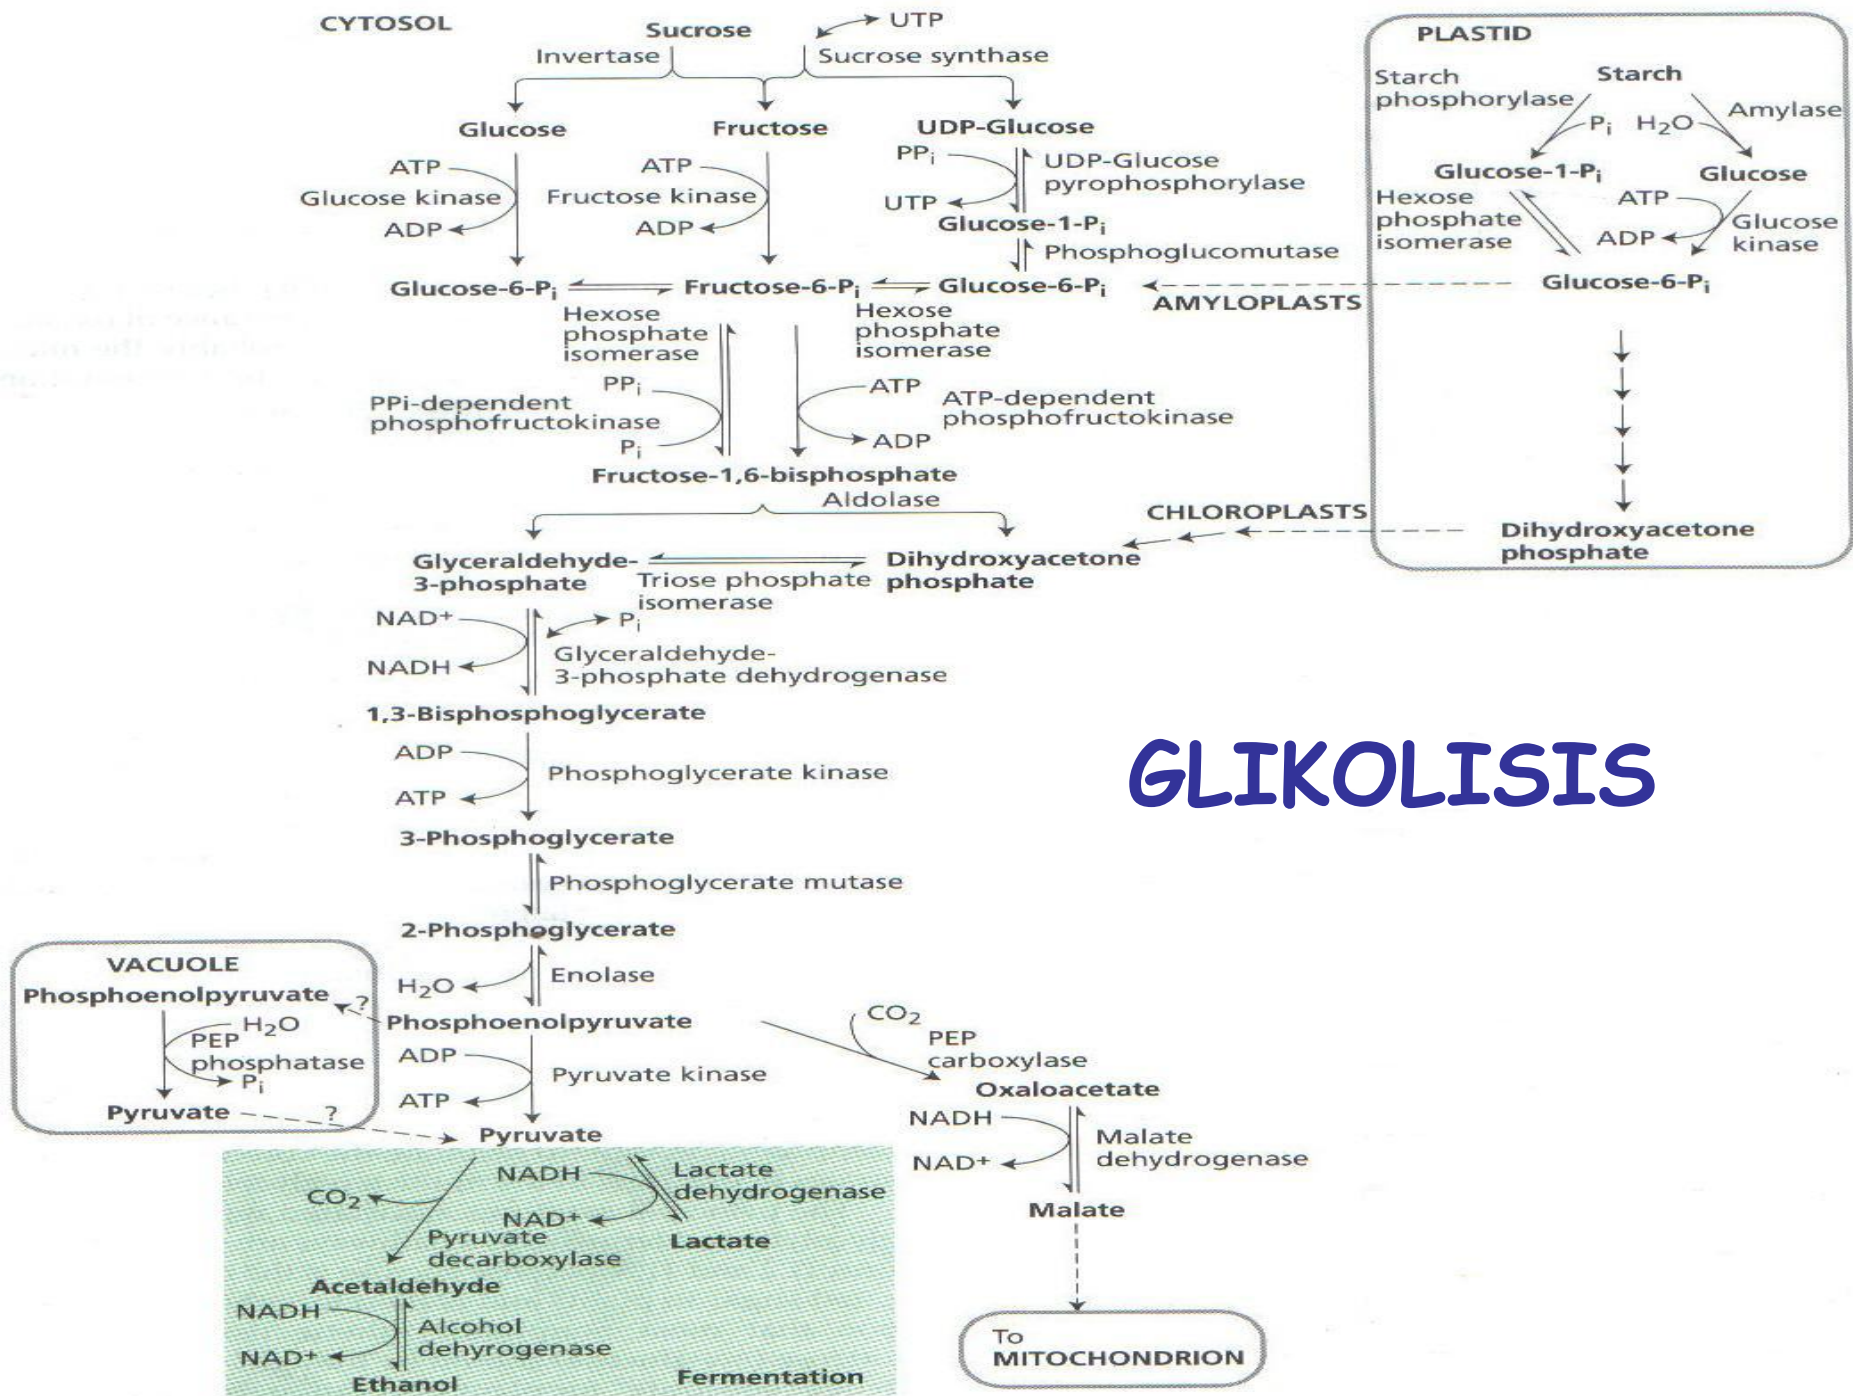 CYTOSOL
Sucrose
UTP
Invertase
Sucrose synthase
Glucose
Fructose
UDP-Glucose
ATP
Glucose kinase
ADP
ATP
Fructose kinase
ADP
PPi
UDP-Glucose
pyrophosphorylase
UTP
Glucose-1-Pi
Phosphoglucomutase
Glucose-6-Pi
Fructose-6-Pi
Glucose-6-Pi
Hexose
phosphate
isomerase
Hexose
phosphate
isomerase
AMYLOPLASTS
PLASTID
Starch
phosphorylase
Starch
Amylase
Pi
H2O
Glucose-1-Pi
Glucose
Hexose
phosphate
isomerase
ATP
ADP
Glucose
kinase
Glucose-6-Pi
Dihydroxyacetone
phosphate
CHLOROPLASTS
PPi
PPi-dependent
phosphofructokinase
Pi
ATP
ATP-dependent
phosphofructokinase
ADP
Fructose-1,6-bisphosphate
Aldolase
Glyceraldehyde-
3-phosphate
Triose phosphate
isomerase
Dihydroxyacetone
phosphate
NAD+
Pi
NADH
Glyceraldehyde-
3-phosphate dehydrogenase
1,3-Bisphosphoglycerate
ADP
Phosphoglycerate kinase
ATP
GLIKOLISIS
3-Phosphoglycerate
Phosphoglycerate mutase
2-Phosphoglycerate
H2O
Enolase
Phosphoenolpyruvate
VACUOLE
Phosphoenolpyruvate
?
H2O
PEP
phosphatase
Pi
Pyruvate
?
ADP
Pyruvate kinase
ATP
Pyruvate
CO2
PEP
carboxylase
Oxaloacetate
NADH
NAD+
Malate
dehydrogenase
Malate
To
MITOCHONDRION
NADH
Lactate
dehydrogenase
CO2
NAD+
Lactate
Pyruvate
decarboxylase
Acetaldehyde
NADH
Alcohol
dehyrogenase
NAD+
Ethanol
Fermentation